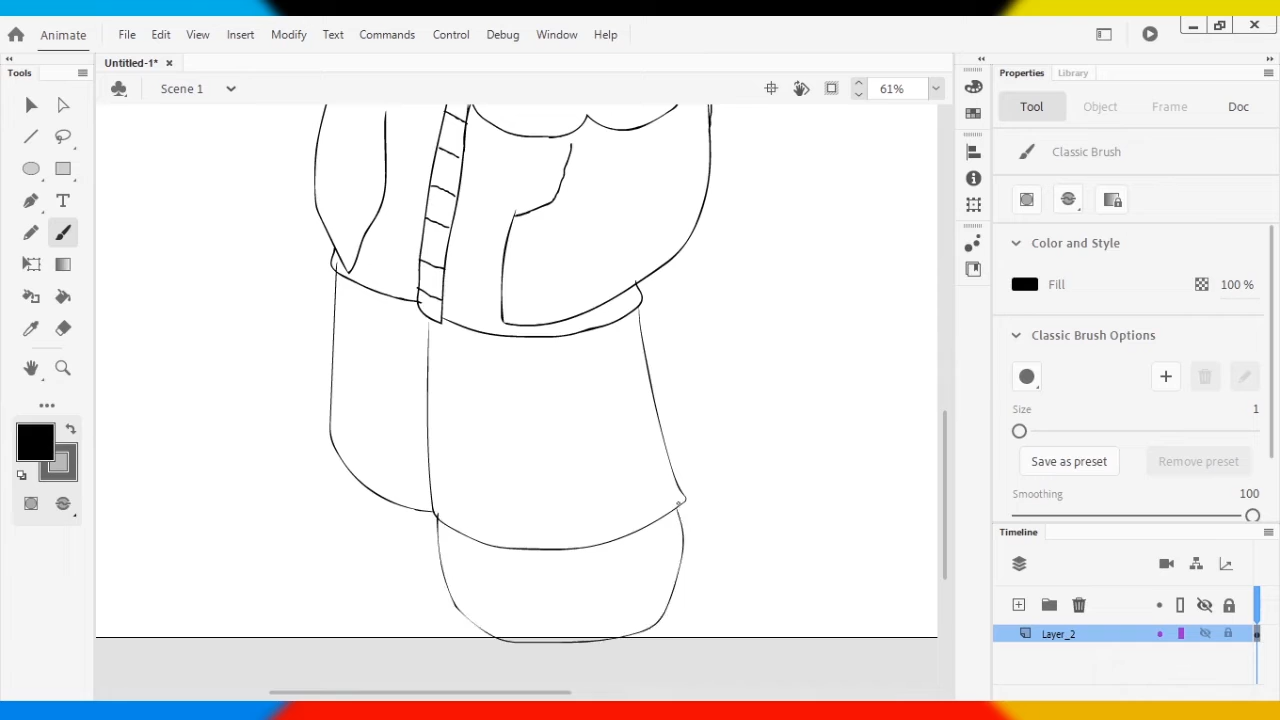 Animate File Edit View Insert Modify Text Commands Control Debug Window Help
Tools
Untitled-1*
Properties Library
Scene 1
61%
Tool Object Frame Doc
Classic Brush
Color and Style
Fill
100 %
Classic Brush Options
Size
1
Save as preset
Remove preset
Smoothing
100
Timeline
Layer_2